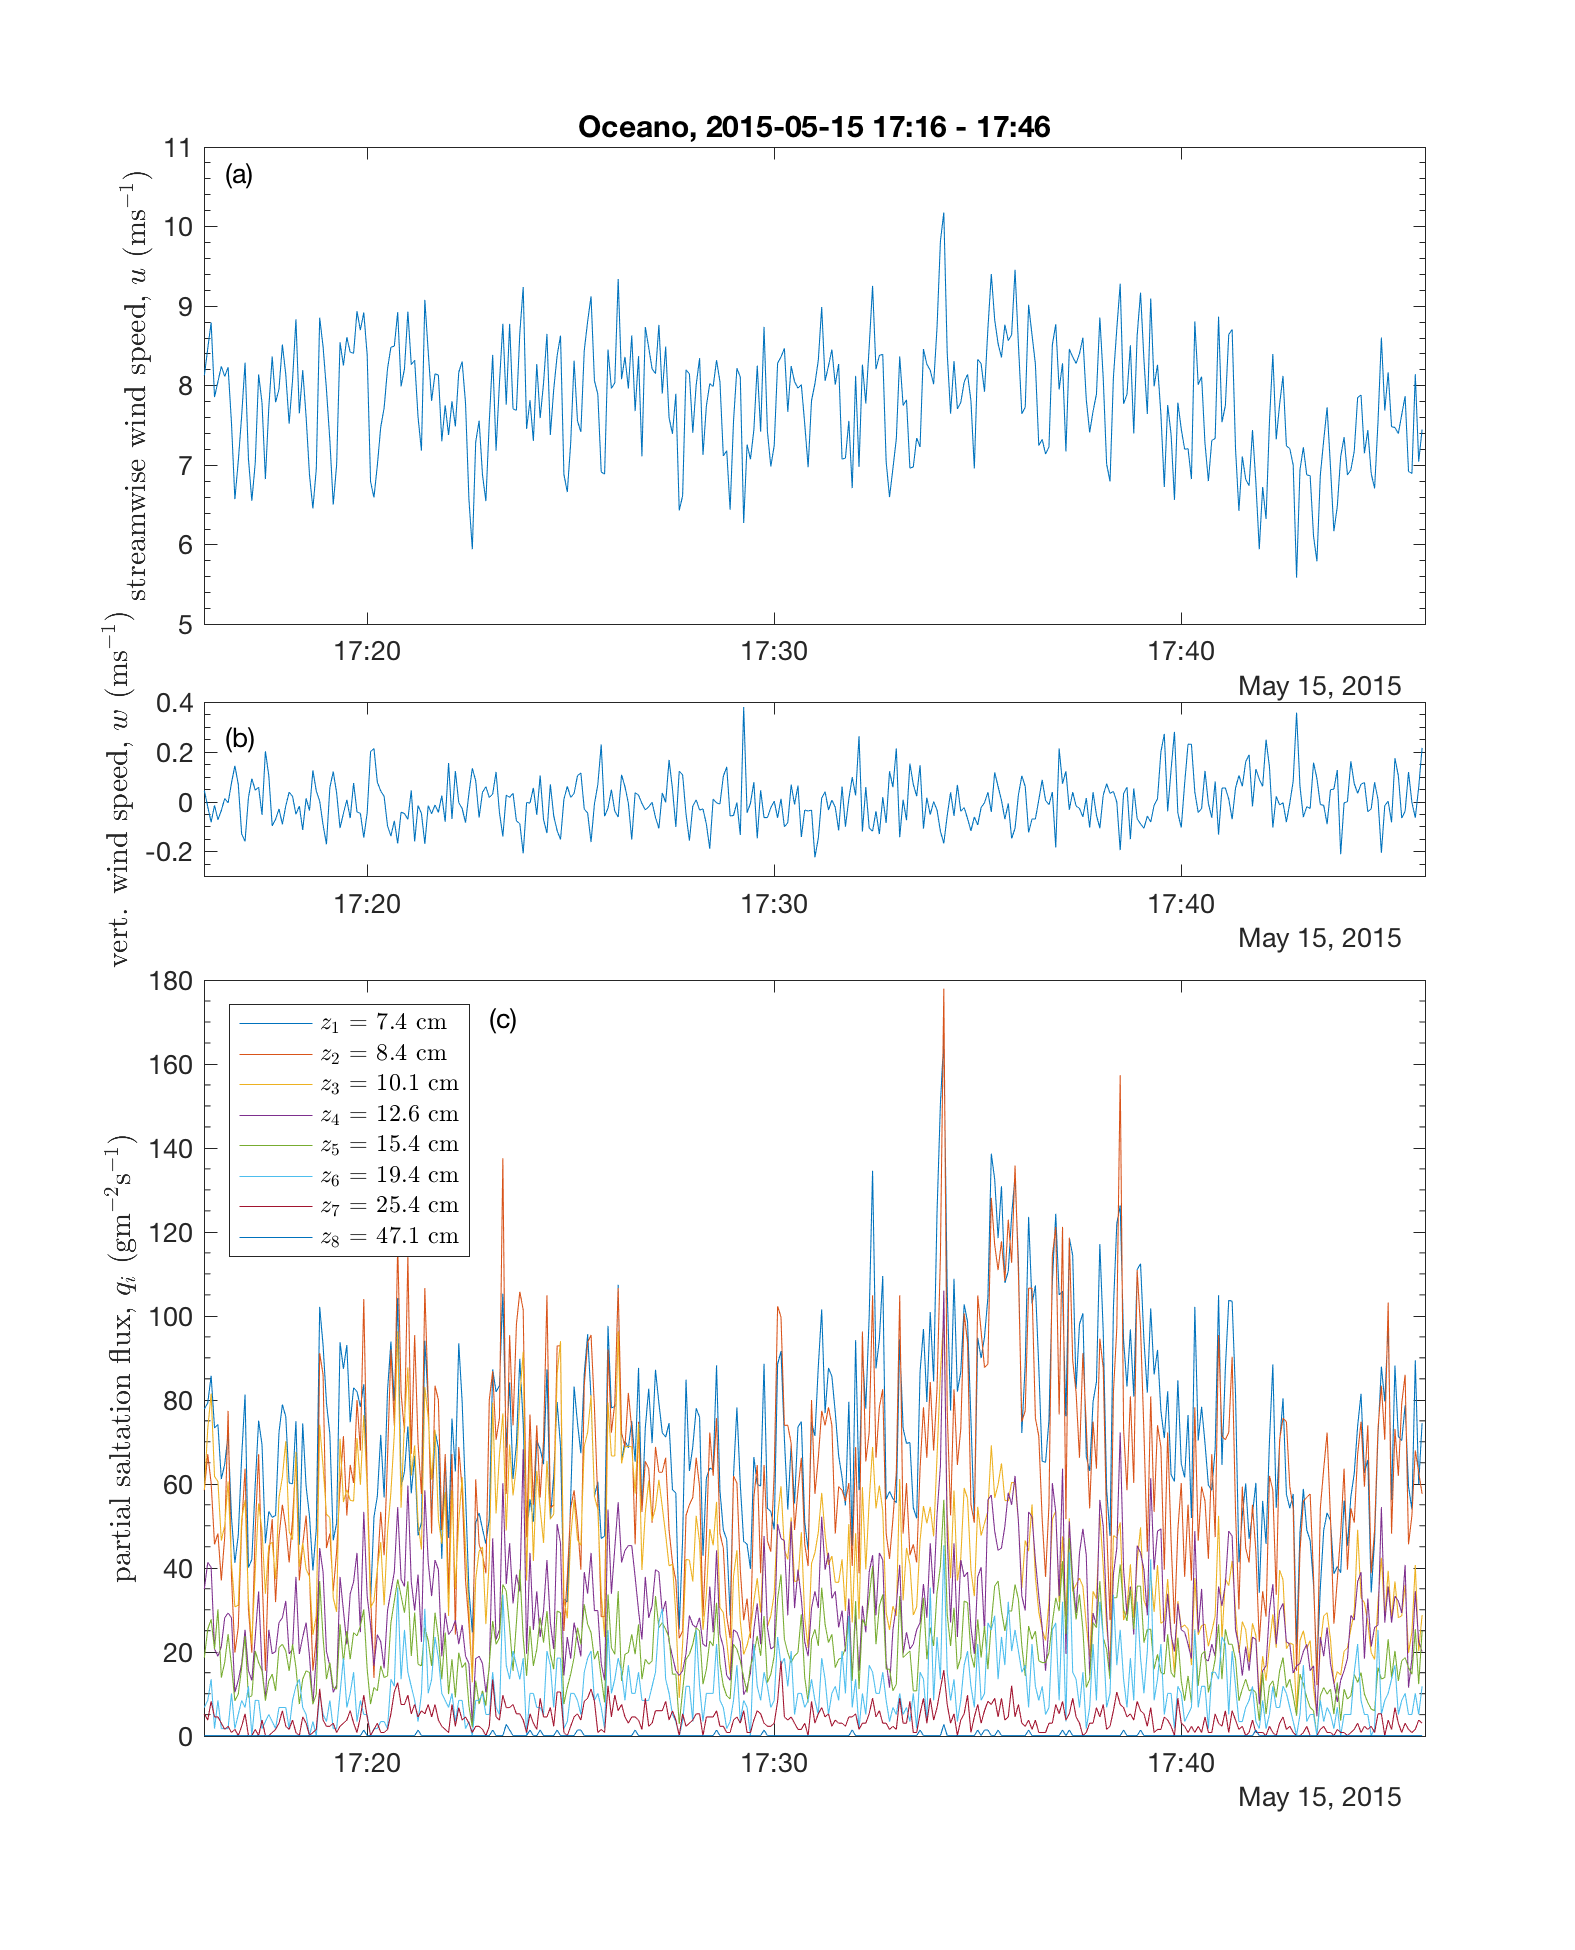 Oceano, 2015-05-15 17:16 - 17:46
(a)
streamwise wind speed, u (ms⁻¹)
11
10
9
8
7
6
5
17:20 17:30 17:40
May 15, 2015
(b)
vert. wind speed, w (ms⁻¹)
0.4
0.2
0
-0.2
17:20 17:30 17:40
May 15, 2015
(c)
partial saltation flux, qᵢ (gm⁻²s⁻¹)
180
160
140
120
100
80
60
40
20
0
z₁ = 7.4 cm
z₂ = 8.4 cm
z₃ = 10.1 cm
z₄ = 12.6 cm
z₅ = 15.4 cm
z₆ = 19.4 cm
z₇ = 25.4 cm
z₈ = 47.1 cm
17:20 17:30 17:40
May 15, 2015